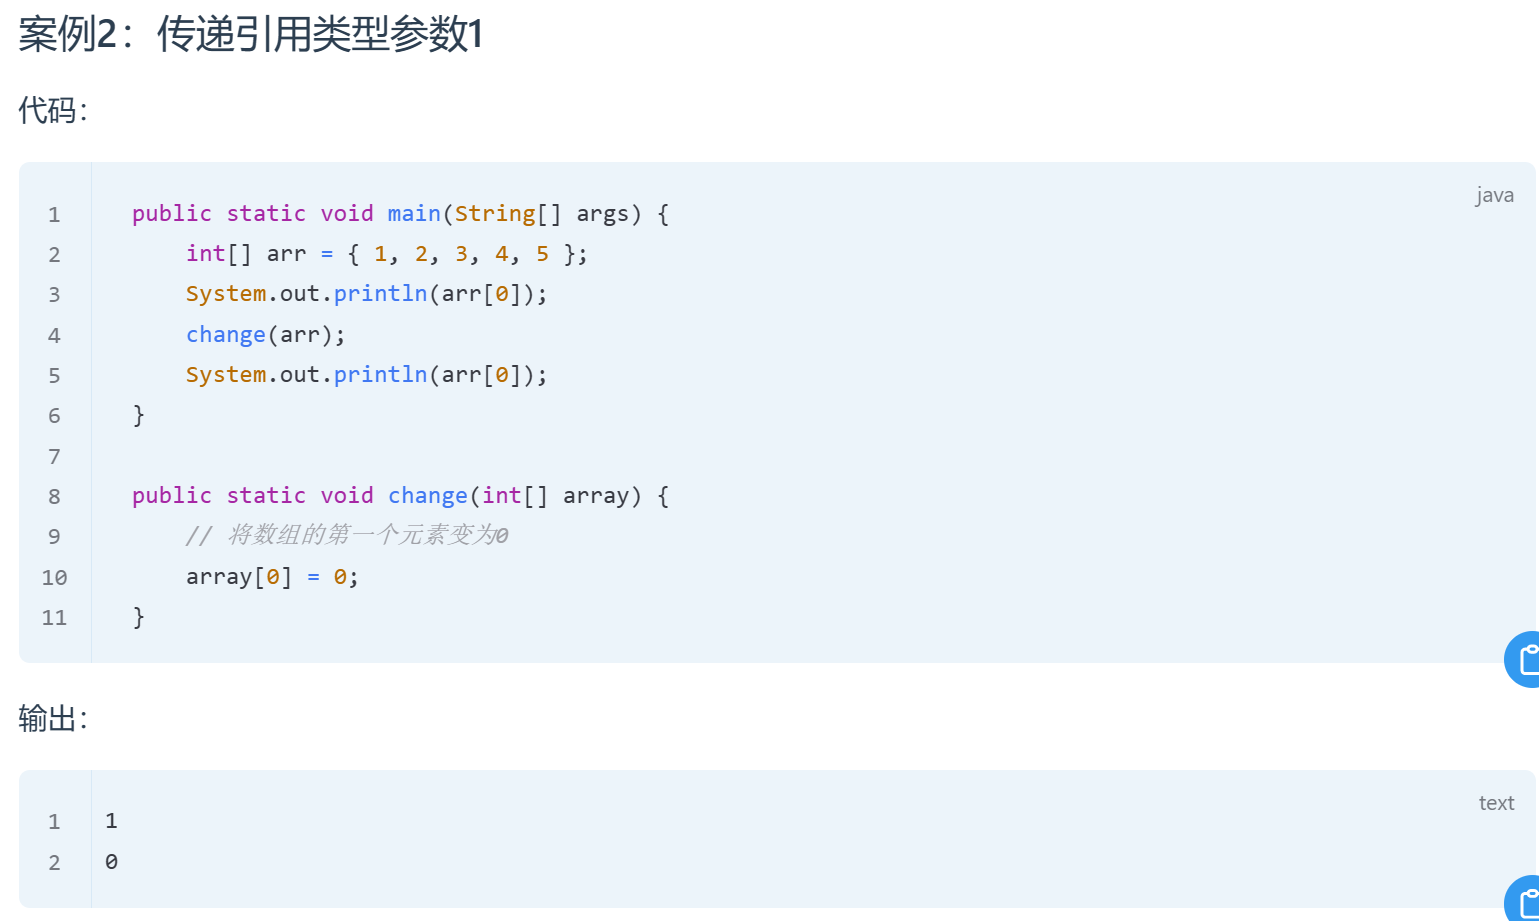 案例2：传递引用类型参数1
代码：
java
1 public static void main(String[] args) {
2     int[] arr = { 1, 2, 3, 4, 5 };
3     System.out.println(arr[0]);
4     change(arr);
5     System.out.println(arr[0]);
6 }
7
8 public static void change(int[] array) {
9     // 将数组的第一个元素变为0
10     array[0] = 0;
11 }
输出：
text
1 1
2 0